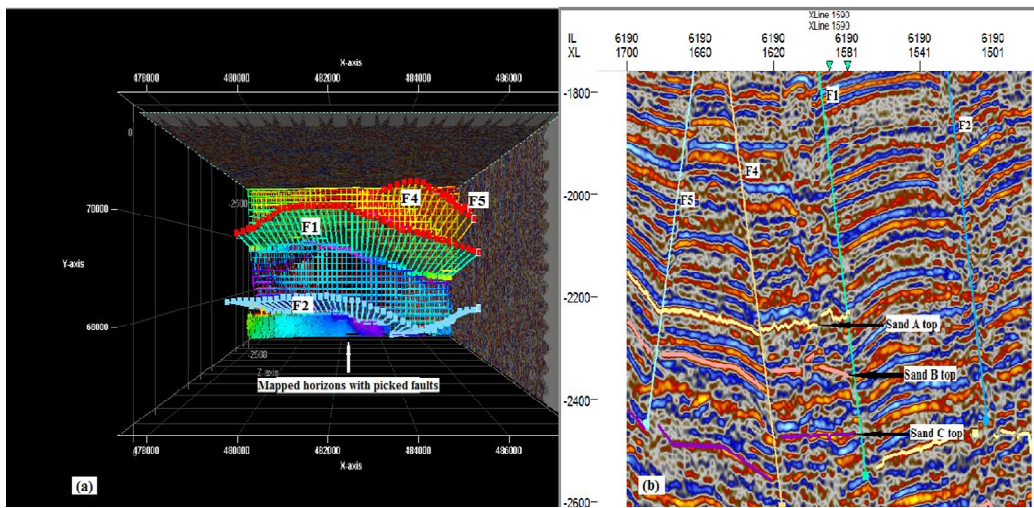 X-axis
478000 480000 482000 484000 486000
0
-2500
70000
F4
F5
F1
Y-axis
F2
60000
-2500
Z-axis
Mapped horizons with picked faults
478000 480000 482000 484000 486000
X-axis
(a)
XLine 1590
XLine 1590
IL 6190 6190 6190 6190 6190 6190
XL 1700 1660 1620 1581 1541 1501
-1800
F1
F2
F4
-2000
F5
-2200
Sand A top
Sand B top
-2400
Sand C top
(b)
-2600